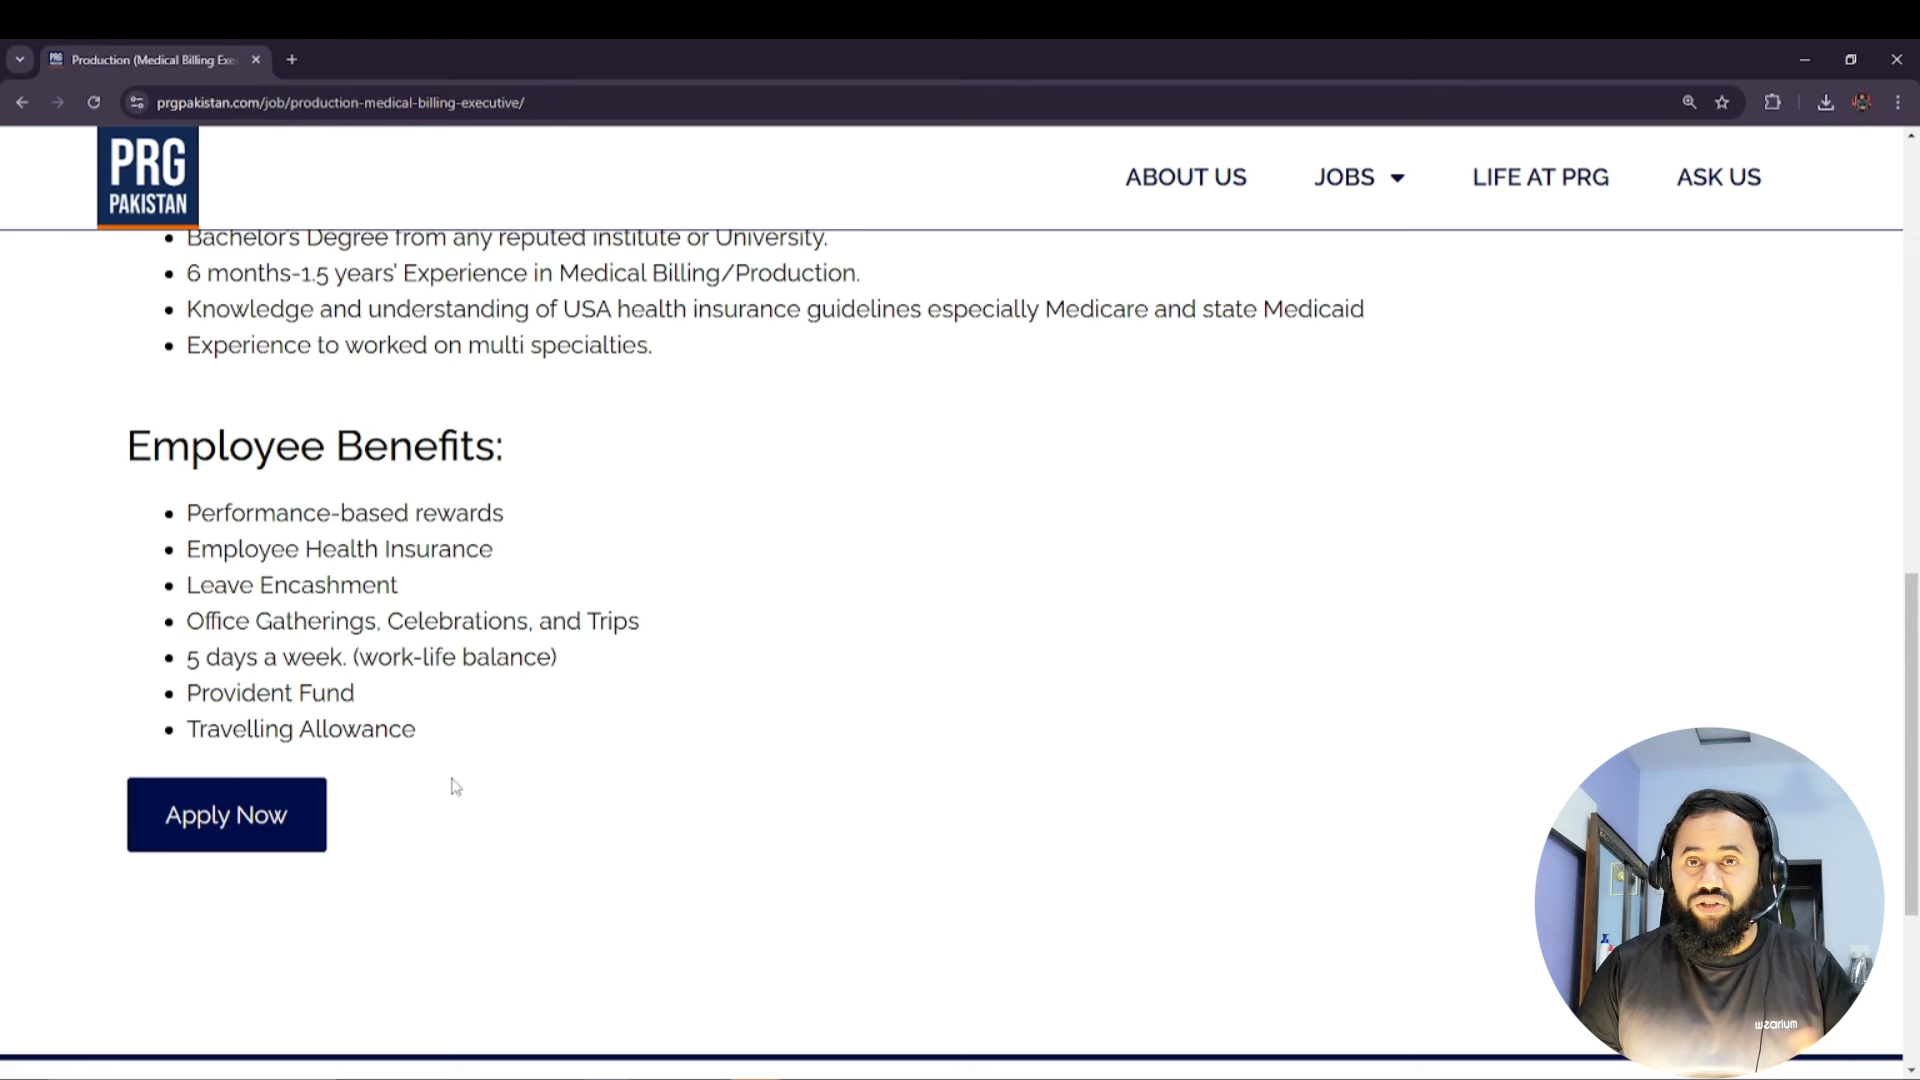 Production (Medical Billing Exe
prgpakistan.com/job/production-medical-billing-executive/
PRG
PAKISTAN
ABOUT US
JOBS
LIFE AT PRG
ASK US
Bachelor's Degree from any reputed institute or University.
6 months-1.5 years' Experience in Medical Billing/Production.
Knowledge and understanding of USA health insurance guidelines especially Medicare and state Medicaid
Experience to worked on multi specialties.
Employee Benefits:
Performance-based rewards
Employee Health Insurance
Leave Encashment
Office Gatherings, Celebrations, and Trips
5 days a week. (work-life balance)
Provident Fund
Travelling Allowance
Apply Now
wzarium